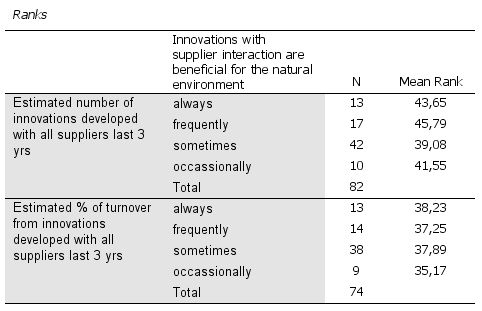 Ranks
Innovations with
supplier interaction are
beneficial for the natural
environment N Mean Rank
Estimated number of always 13 43,65
innovations developed frequently 17 45,79
with all suppliers last 3 sometimes 42 39,08
yrs occassionally 10 41,55
Total 82
Estimated % of turnover always 13 38,23
from innovations frequently 14 37,25
developed with all sometimes 38 37,89
suppliers last 3 yrs occassionally 9 35,17
Total 74